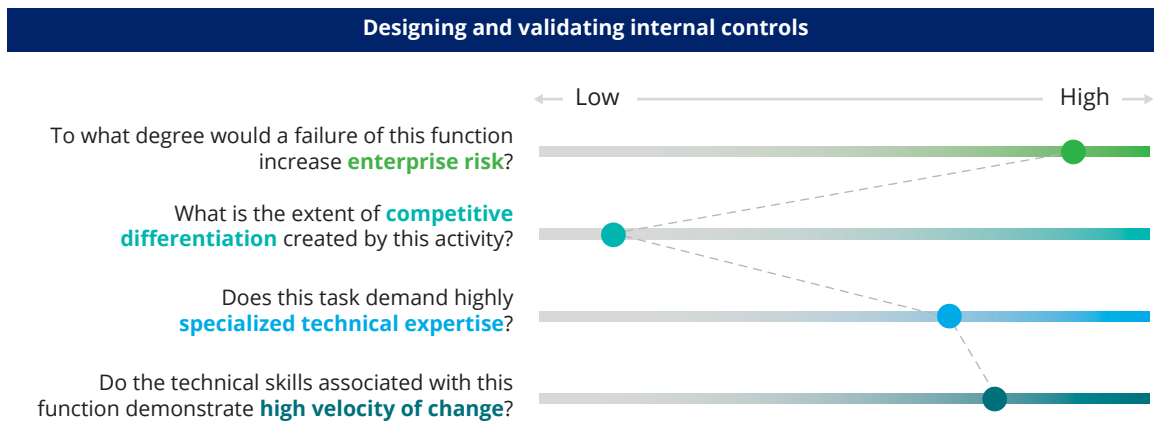 Designing and validating internal controls
Low
High
To what degree would a failure of this function
increase enterprise risk?
What is the extent of competitive
differentiation created by this activity?
Does this task demand highly
specialized technical expertise?
Do the technical skills associated with this
function demonstrate high velocity of change?